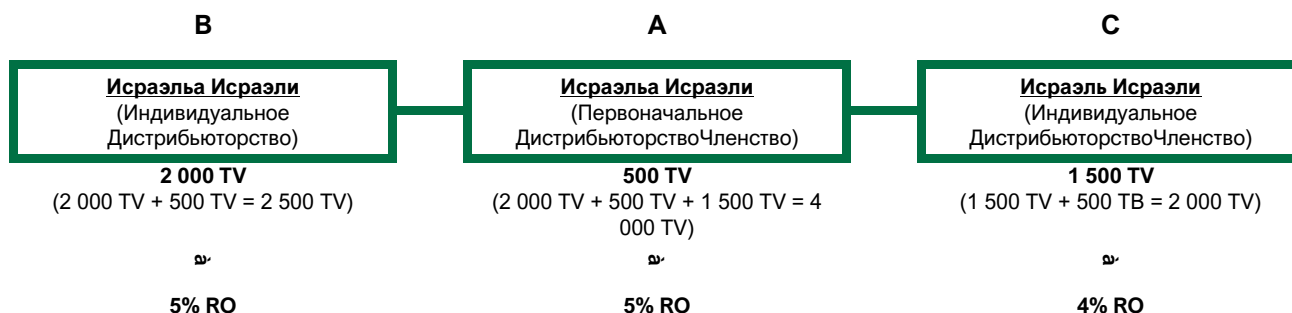 B
A
C
Исраэльа Исраэли
(Индивидуальное
Дистрибьюторство)
Исраэльа Исраэли
(Первоначальное
ДистрибьюторствоЧленство)
Исраэль Исраэли
(Индивидуальное
ДистрибьюторствоЧленство)
2 000 TV
(2 000 TV + 500 TV = 2 500 TV)
500 TV
(2 000 TV + 500 TV + 1 500 TV = 4
000 TV)
1 500 TV
(1 500 TV + 500 ТВ = 2 000 TV)
5% RO
5% RO
4% RO